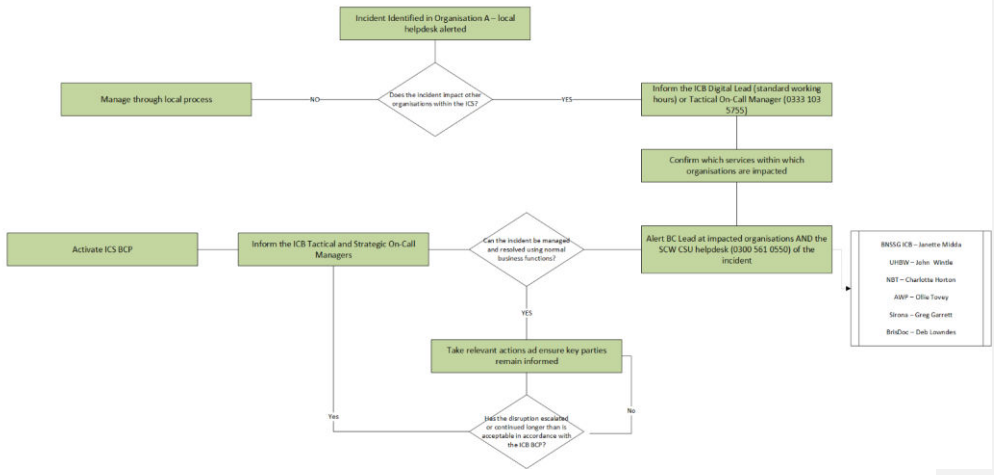 Incident Identified in Organisation A – local
helpdesk alerted
Manage through local process
NO
Does the incident impact other
organisations within the ICS?
YES
Inform the ICB Digital Lead (standard working
hours) or Tactical On-Call Manager (0333 103
5755)
Confirm which services within which
organisations are impacted
Activate ICS BCP
Inform the ICB Tactical and Strategic On-Call
Managers
Can the incident be managed
and resolved using normal
business functions?
Alert BC Lead at impacted organisations AND the
SCW CSU helpdesk (0300 561 0550) of the
incident
BNSSG ICB – Janette Midda
UHBW – John Wintle
NBT – Charlotta Horton
AWP – Ollie Tovey
Sirona – Greg Garrett
BrisDoc – Deb Lowndes
YES
Take relevant actions ad ensure key parties
remain informed
Yes
Has the disruption escalated
or continued longer than is
acceptable in accordance with
the ICB BCP?
No